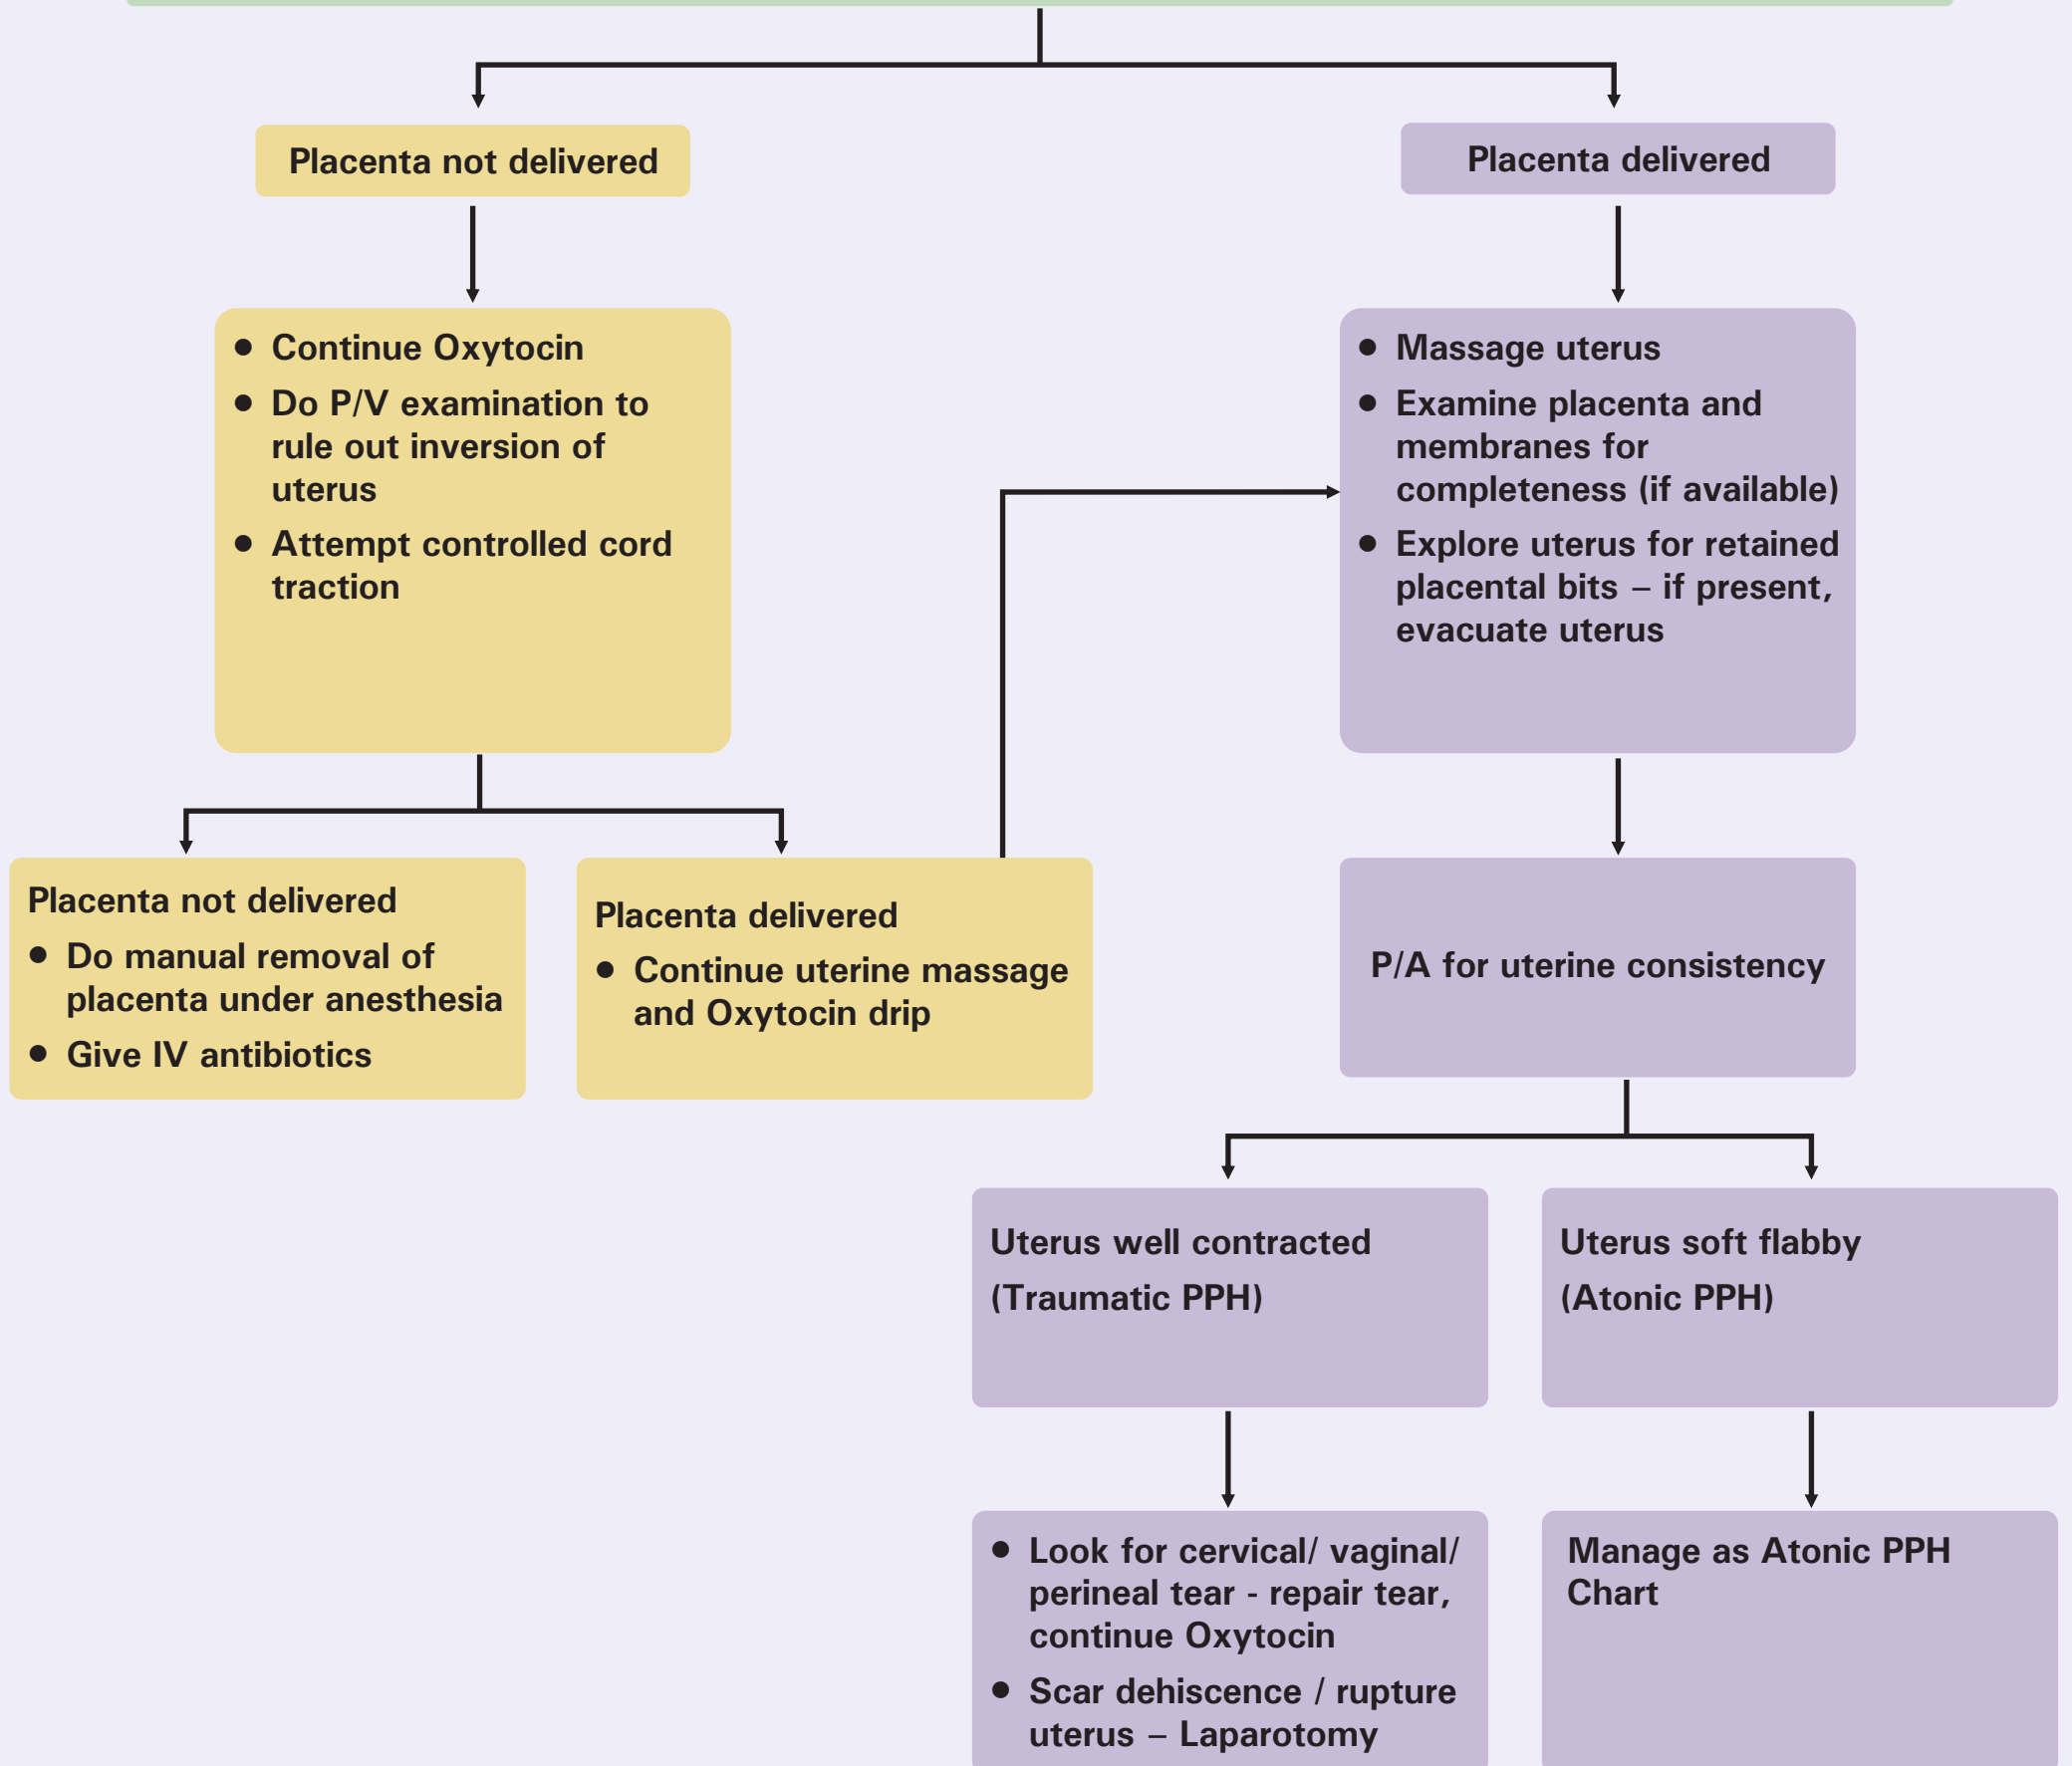 Placenta not delivered
Placenta delivered
● Continue Oxytocin
● Do P/V examination to
rule out inversion of
uterus
● Attempt controlled cord
traction
● Massage uterus
● Examine placenta and
membranes for
completeness (if available)
● Explore uterus for retained
placental bits – if present,
evacuate uterus
Placenta not delivered
● Do manual removal of
placenta under anesthesia
● Give IV antibiotics
Placenta delivered
● Continue uterine massage
and Oxytocin drip
P/A for uterine consistency
Uterus well contracted
(Traumatic PPH)
Uterus soft flabby
(Atonic PPH)
● Look for cervical/ vaginal/
perineal tear - repair tear,
continue Oxytocin
● Scar dehiscence / rupture
uterus – Laparotomy
Manage as Atonic PPH
Chart